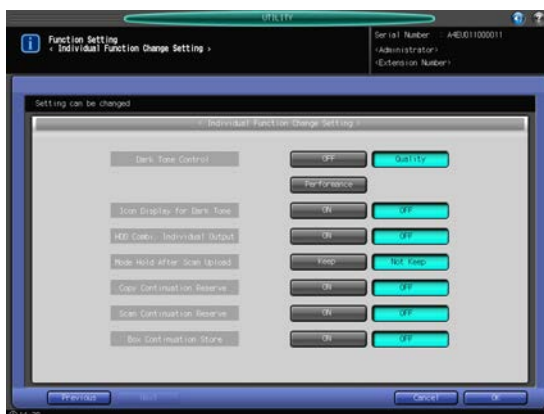 UTILITY
Function Setting
< Individual Function Change Setting >
Serial Number : A4EU011000011
<Administrator>
<Extension Number>
Setting can be changed
< Individual Function Change Setting >
Dark Tone Control OFF Quality
Performance
Icon Display for Dark Tone ON OFF
HDD Combi. Individual Output ON OFF
Mode Hold After Scan Upload Keep Not Keep
Copy Continuation Reserve ON OFF
Scan Continuation Reserve ON OFF
Box Continuation Store ON OFF
Previous Next Cancel OK